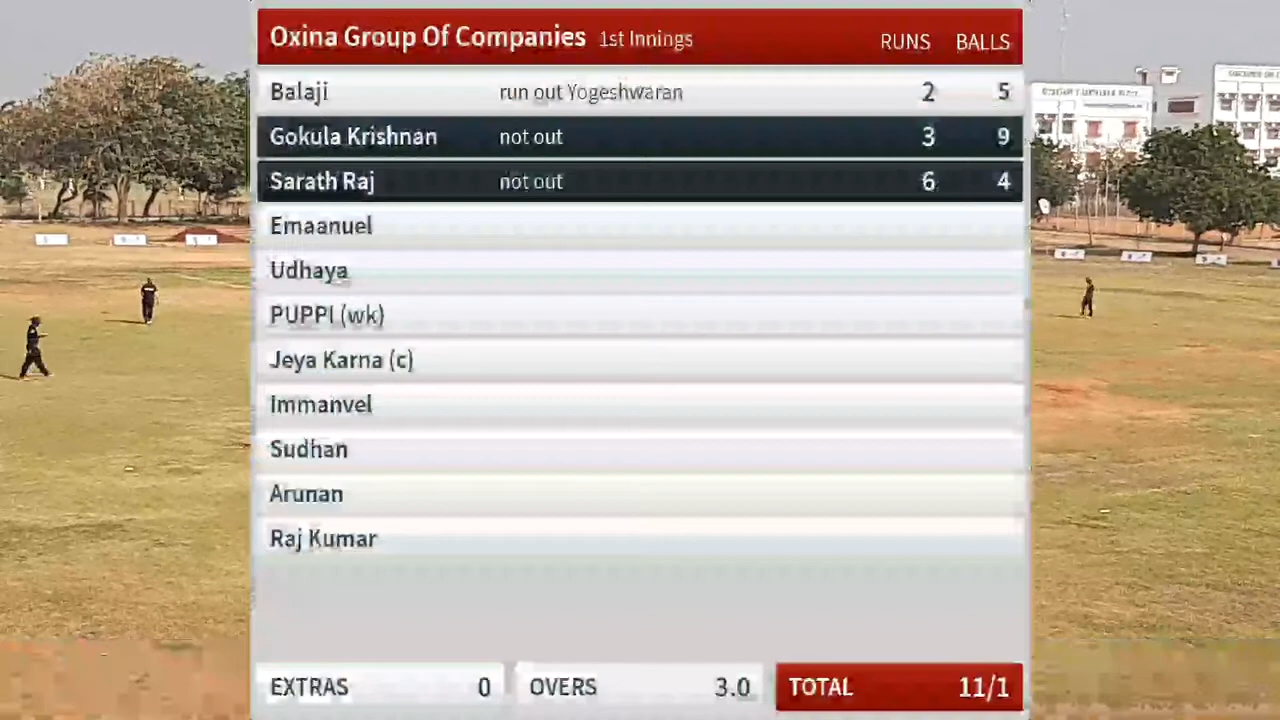 Oxina Group Of Companies 1st Innings RUNS BALLS
Balaji run out Yogeshwaran 2 5
Gokula Krishnan not out 3 9
Sarath Raj not out 6 4
Emaanuel
Udhaya
PUPPI (wk)
Jeya Karna (c)
Immanvel
Sudhan
Arunan
Raj Kumar
EXTRAS 0 OVERS 3.0 TOTAL 11/1